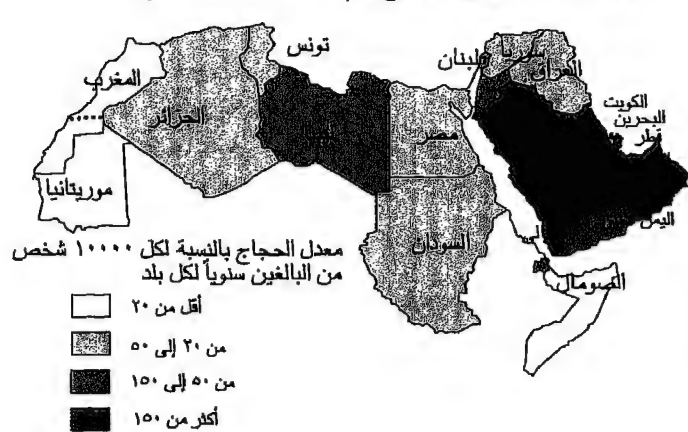 تونس
المغرب
لبنان
سوريا
العراق
الجزائر
الكويت
البحرين
قطر
مصر
موريتانيا
اليمن
السودان
الصومال
معدل الحجاج بالنسبة لكل ١٠٠٠٠ شخص
من البالغين سنوياً لكل بلد
أقل من ٢٠
من ٢٠ إلى ٥٠
من ٥٠ إلى ١٥٠
أكثر من ١٥٠